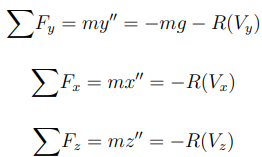 ∑F_y = my″ = −mg − R(V_y)
∑F_x = mx″ = −R(V_x)
∑F_z = mz″ = −R(V_z)